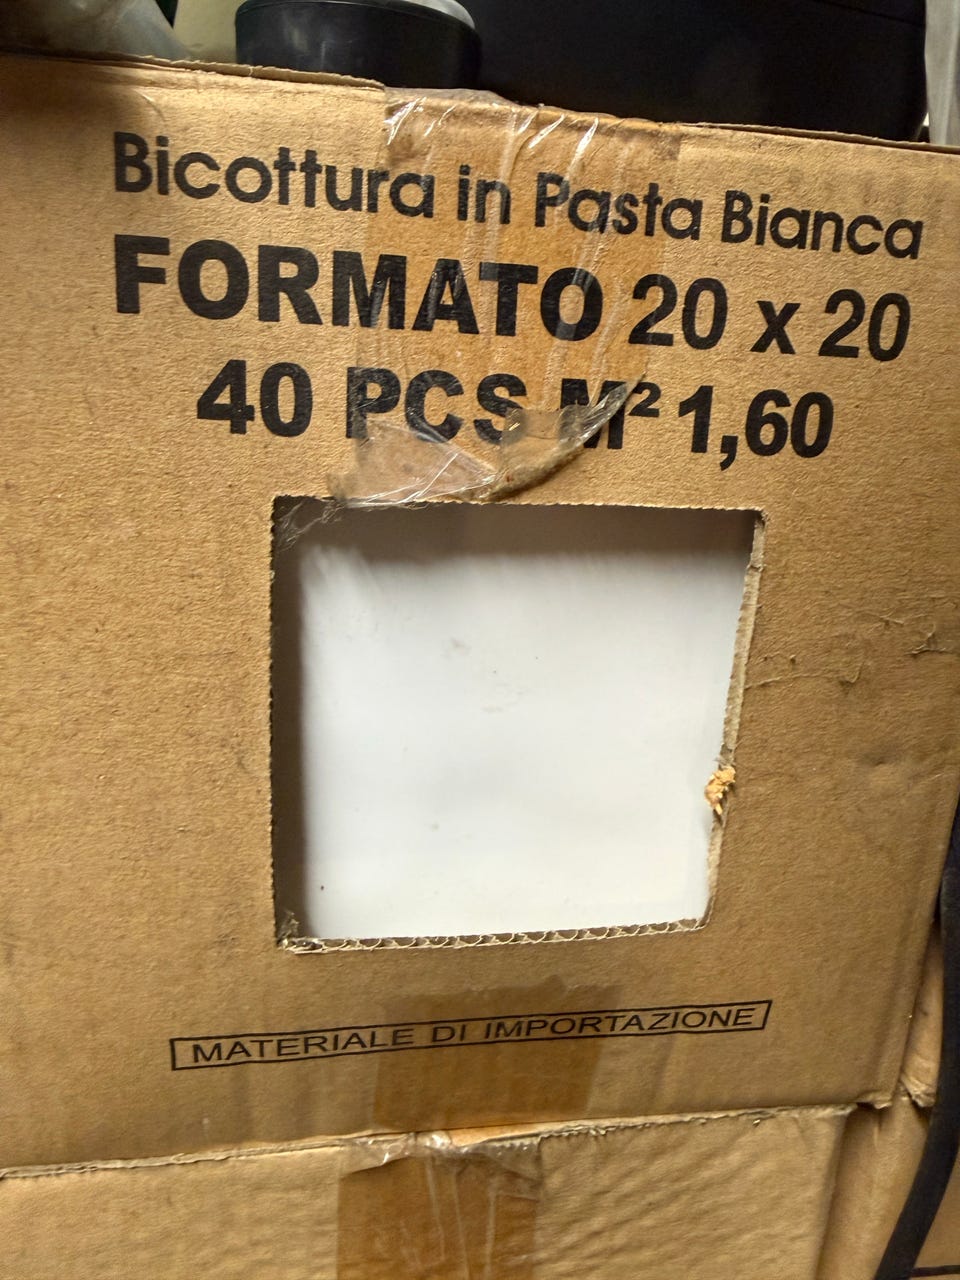 Bicottura in Pasta Bianca
FORMATO 20 x 20
40 PCS M² 1,60
MATERIALE DI IMPORTAZIONE